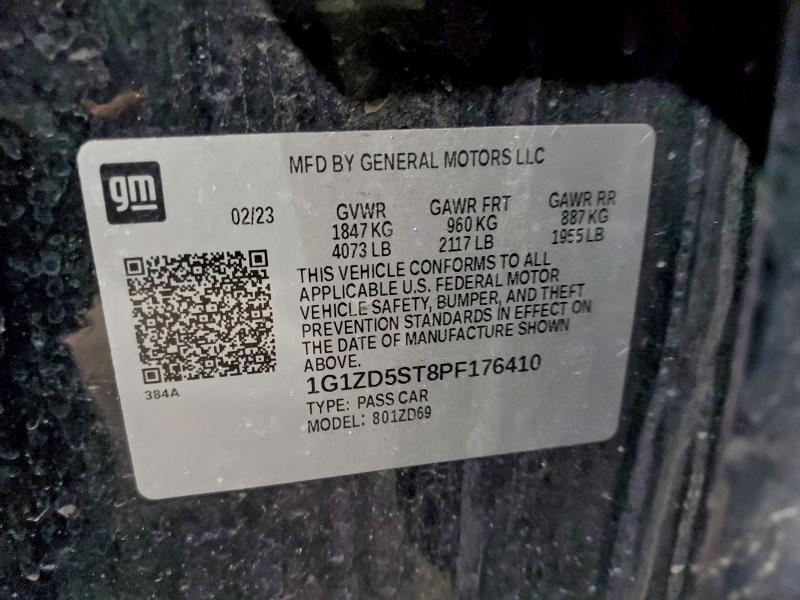 gm
MFD BY GENERAL MOTORS LLC
02/23
GVWR GAWR FRT GAWR RR
1847 KG 960 KG 887 KG
4073 LB 2117 LB 1955 LB
THIS VEHICLE CONFORMS TO ALL
APPLICABLE U.S. FEDERAL MOTOR
VEHICLE SAFETY, BUMPER, AND THEFT
PREVENTION STANDARDS IN EFFECT ON
THE DATE OF MANUFACTURE SHOWN
ABOVE.
384A
1G1ZD5ST8PF176410
TYPE: PASS CAR
MODEL: 801ZD69